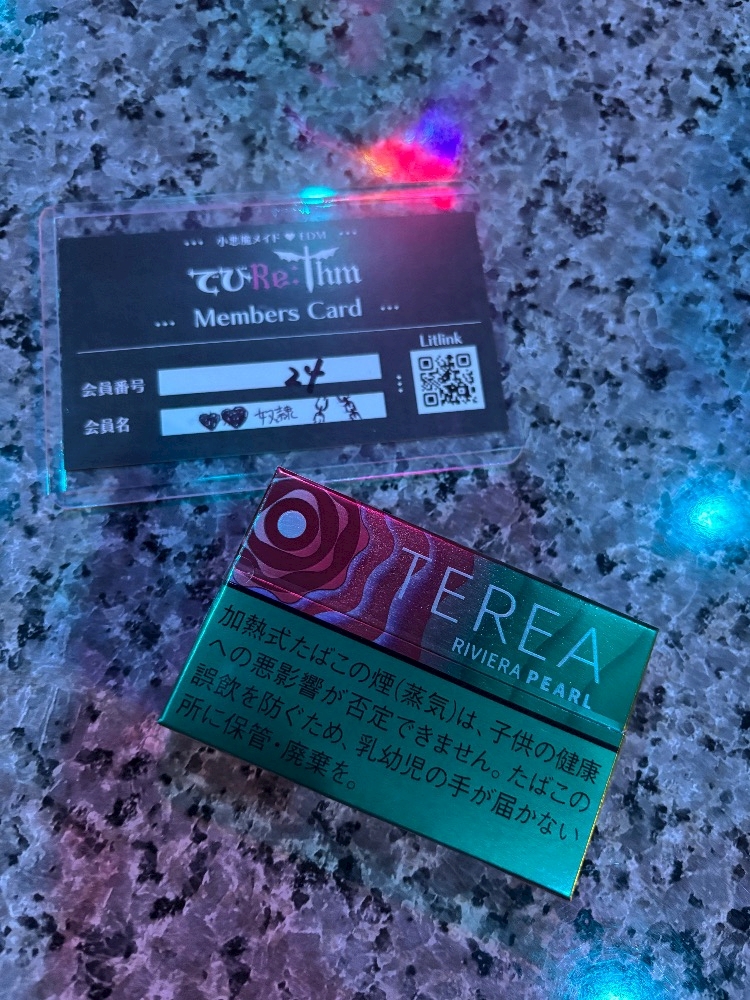 小悪魔メイド♥EDM
でびRe:Thm
Members Card
Litlink
会員番号 24
会員名 奴隷
TEREA
RIVIERA PEARL
加熱式たばこの煙(蒸気)は、子供の健康
への悪影響が否定できません。たばこの
誤飲を防ぐため、乳幼児の手が届かない
所に保管・廃棄を。